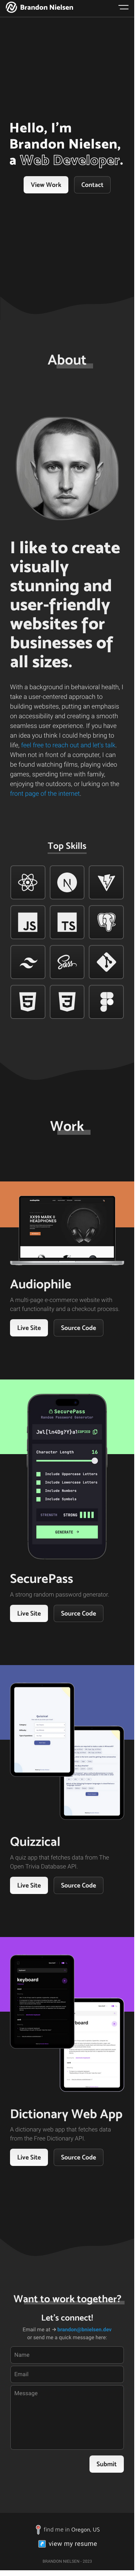 Brandon Nielsen
Hello, I'm
Brandon Nielsen,
a Web Developer.
View Work
Contact
About
I like to create
visually
stunning and
user-friendly
websites for
businesses of
all sizes.
With a background in behavioral health, I
take a user-centered approach to
building websites, putting an emphasis
on accessibility and creating a smooth
and seamless user experience. If you have
an idea you think I could help bring to
life, feel free to reach out and let's talk.
When not in front of a computer, I can
be found watching films, playing video
games, spending time with family,
enjoying the outdoors, or lurking on the
front page of the internet.
Top Skills
N
JS
TS
Sass
5
3
Work
XX99 MARK II
HEADPHONES
Audiophile
A multi-page e-commerce website with
cart functionality and a checkout process.
Live Site
Source Code
SecurePass
Random Password Generator
COPIED
Character Length
16
Include Uppercase Letters
Include Lowercase Letters
Include Numbers
Include Symbols
STRENGTH
STRONG
GENERATE →
SecurePass
A strong random password generator.
Live Site
Source Code
Quizzical
Quizzical
A quiz app that fetches data from The
Open Trivia Database API.
Live Site
Source Code
keyboard
keyboard
Dictionary Web App
A dictionary web app that fetches data
from the Free Dictionary API.
Live Site
Source Code
Want to work together?
Let's connect!
Email me at → brandon@bnielsen.dev
or send me a quick message here:
Name
Email
Message
Submit
find me in Oregon, US
view my resume